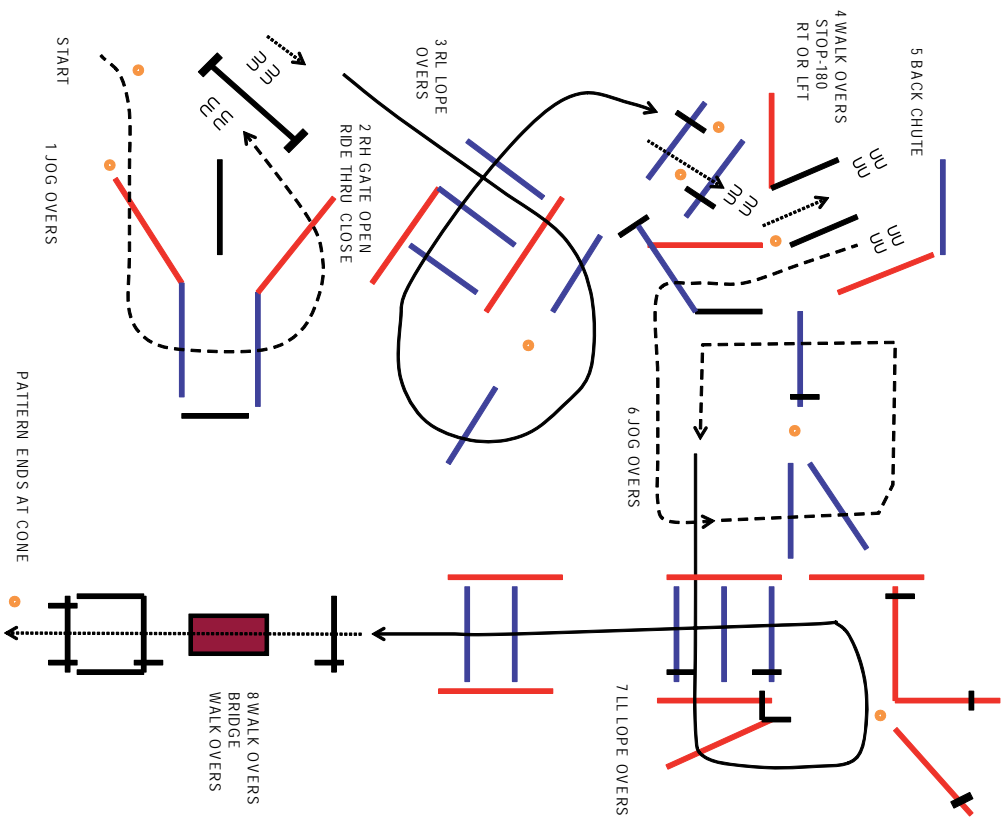 START
1 JOG OVERS
2 RH GATE OPEN
RIDE THRU CLOSE
3 RL LOPE
OVERS
4 WALK OVERS
STOP-180
RT OR LFT
5 BACK CHUTE
6 JOG OVERS
7 LL LOPE OVERS
8 WALK OVERS
BRIDGE
WALK OVERS
PATTERN ENDS AT CONE